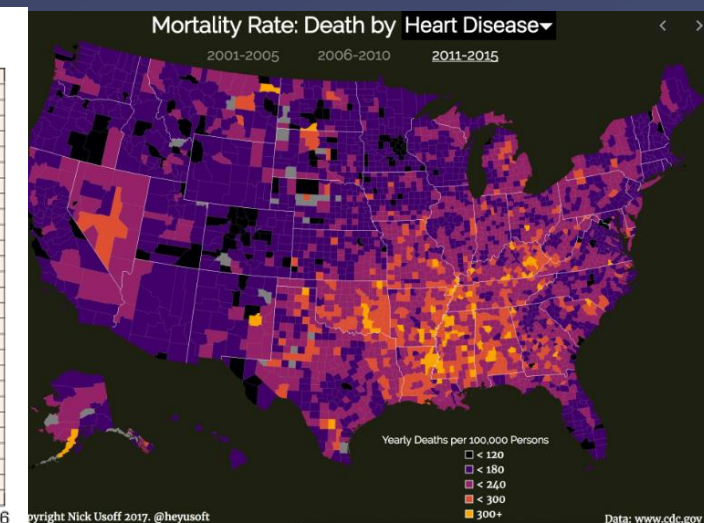 Mortality Rate: Death by Heart Disease
2001-2005 2006-2010 2011-2015
Yearly Deaths per 100,000 Persons
< 120
< 180
< 240
< 300
300+
6
pyright Nick Usoff 2017. @heyusoft
Data: www.cdc.gov